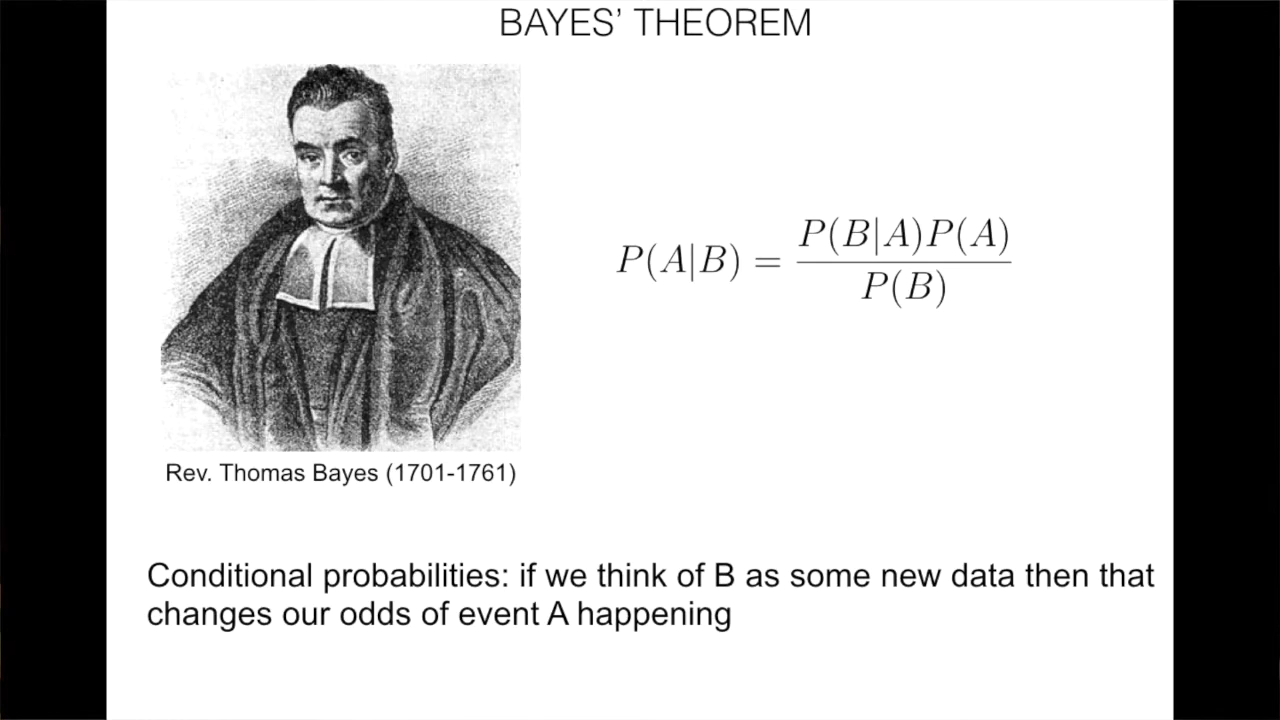 BAYES' THEOREM
P(A|B) = \frac{P(B|A)P(A)}{P(B)}
Rev. Thomas Bayes (1701-1761)
Conditional probabilities: if we think of B as some new data then that
changes our odds of event A happening